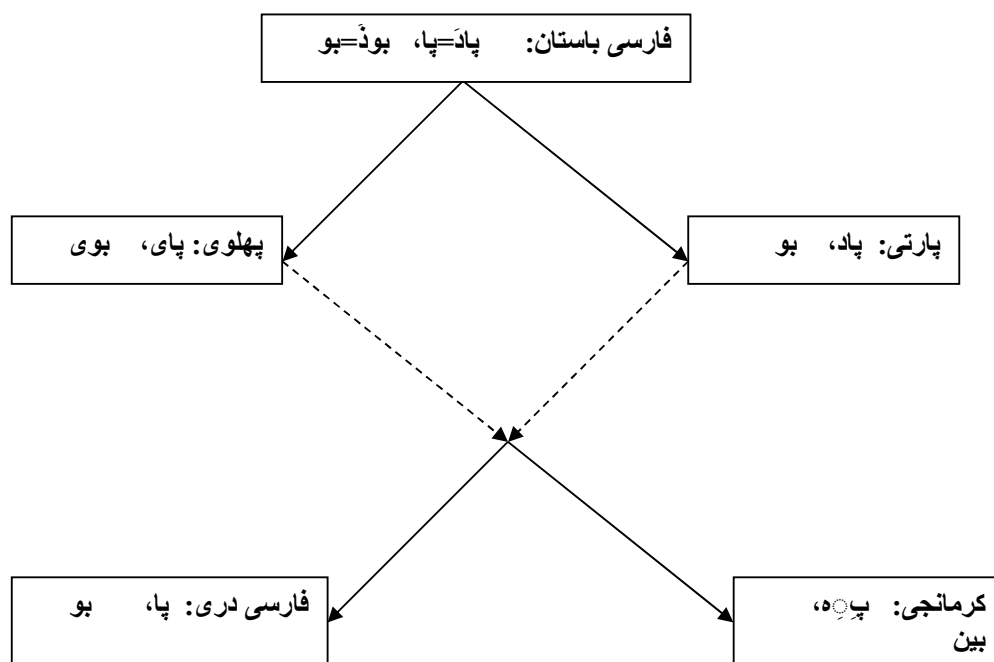 فارسی باستان: پادَ=پا، بوذَ=بو
پارتی: پاد، بو
پهلوی: پای، بوی
کرمانجی: پِِه،
بین
فارسی دری: پا، بو